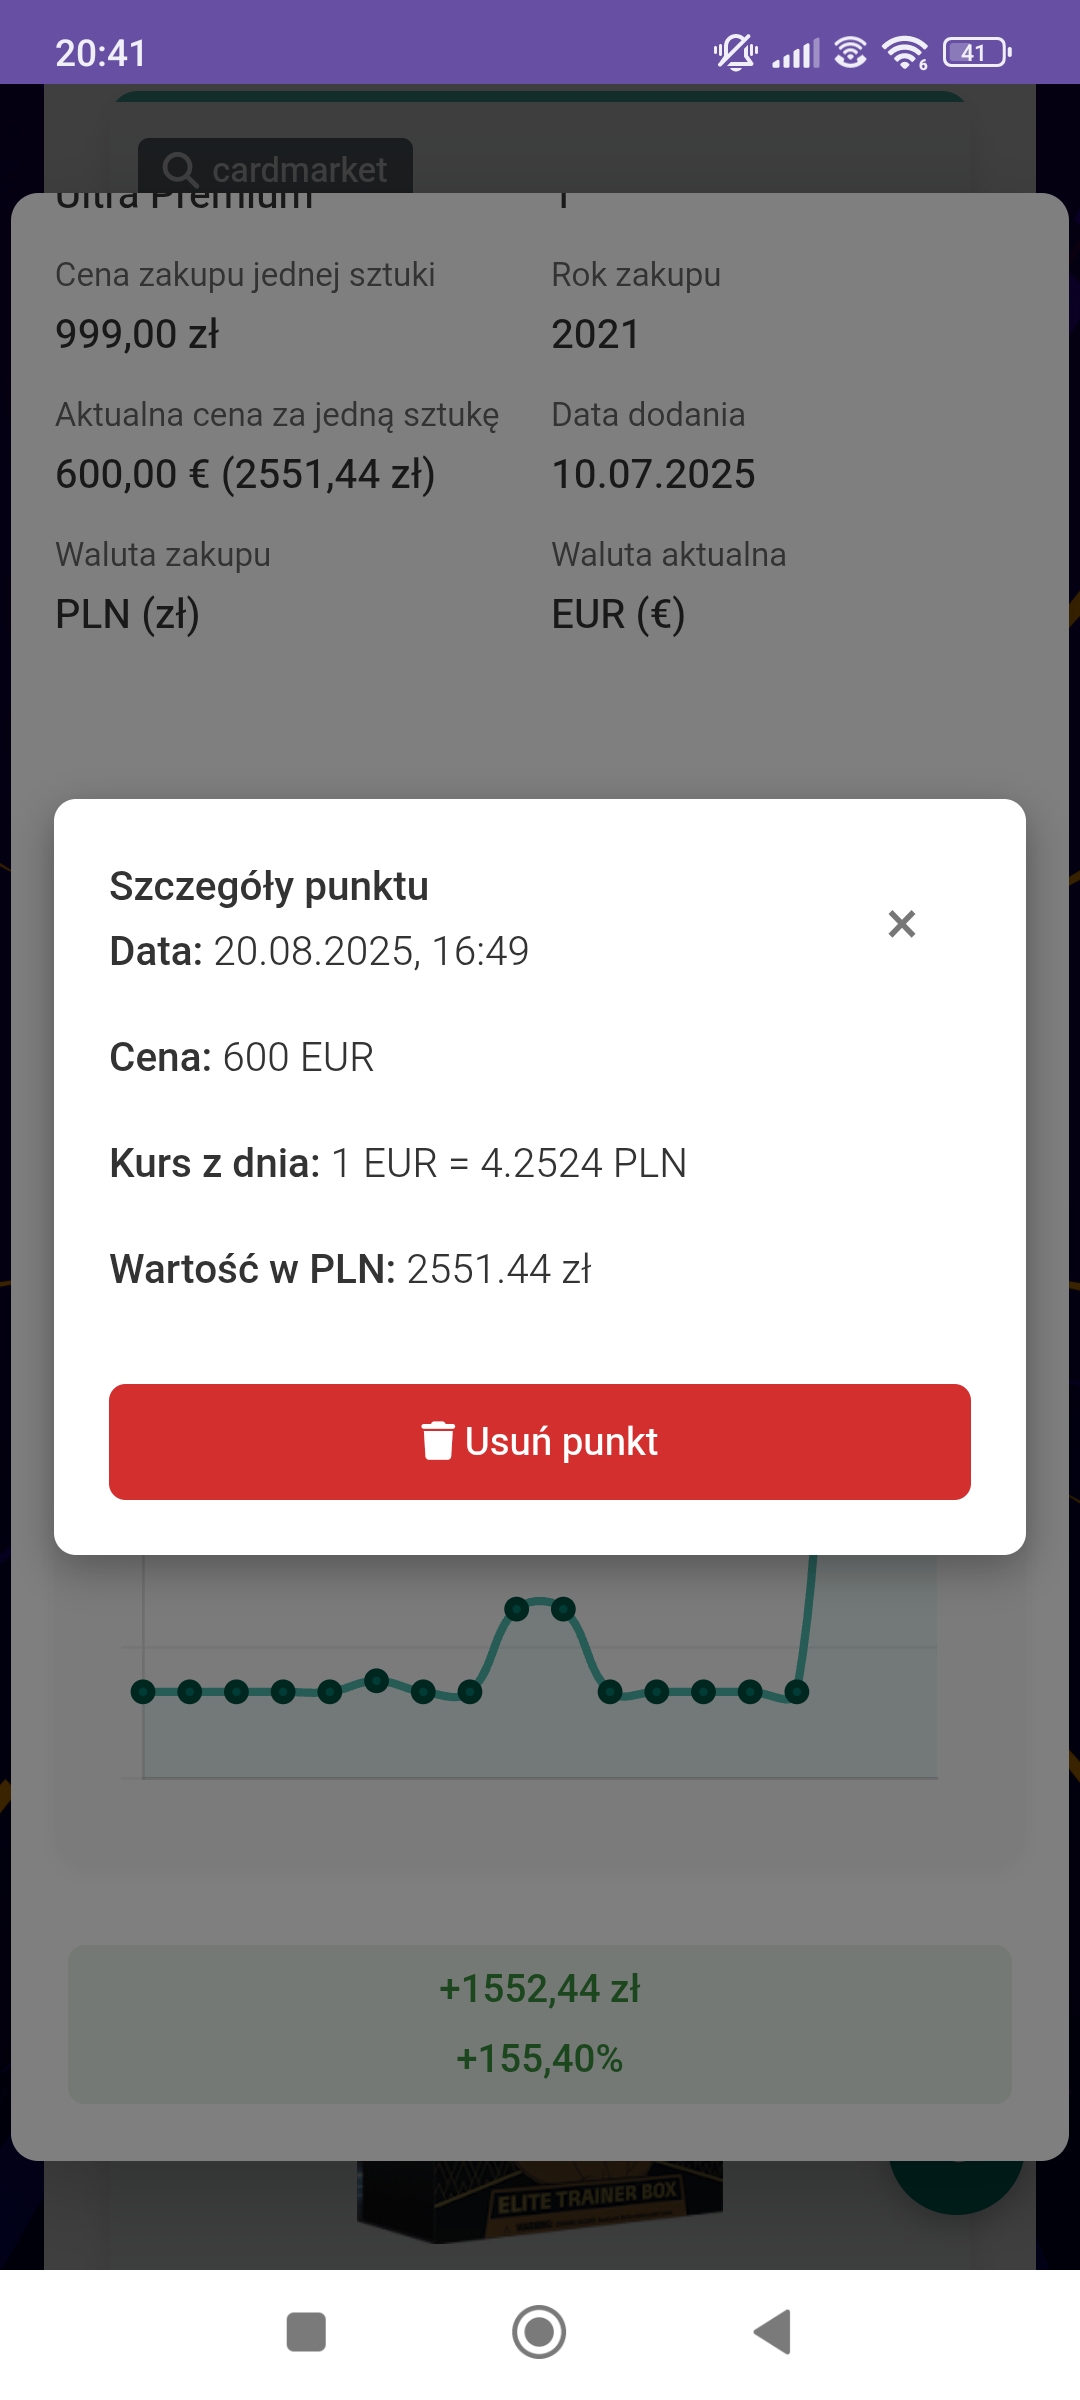 20:41
6
41
cardmarket
Ultra Premium 1
Cena zakupu jednej sztuki Rok zakupu
999,00 zł 2021
Aktualna cena za jedną sztukę Data dodania
600,00 € (2551,44 zł) 10.07.2025
Waluta zakupu Waluta aktualna
PLN (zł) EUR (€)
Szczegóły punktu
×
Data: 20.08.2025, 16:49
Cena: 600 EUR
Kurs z dnia: 1 EUR = 4.2524 PLN
Wartość w PLN: 2551.44 zł
Usuń punkt
+1552,44 zł
+155,40%
ELITE TRAINER BOX